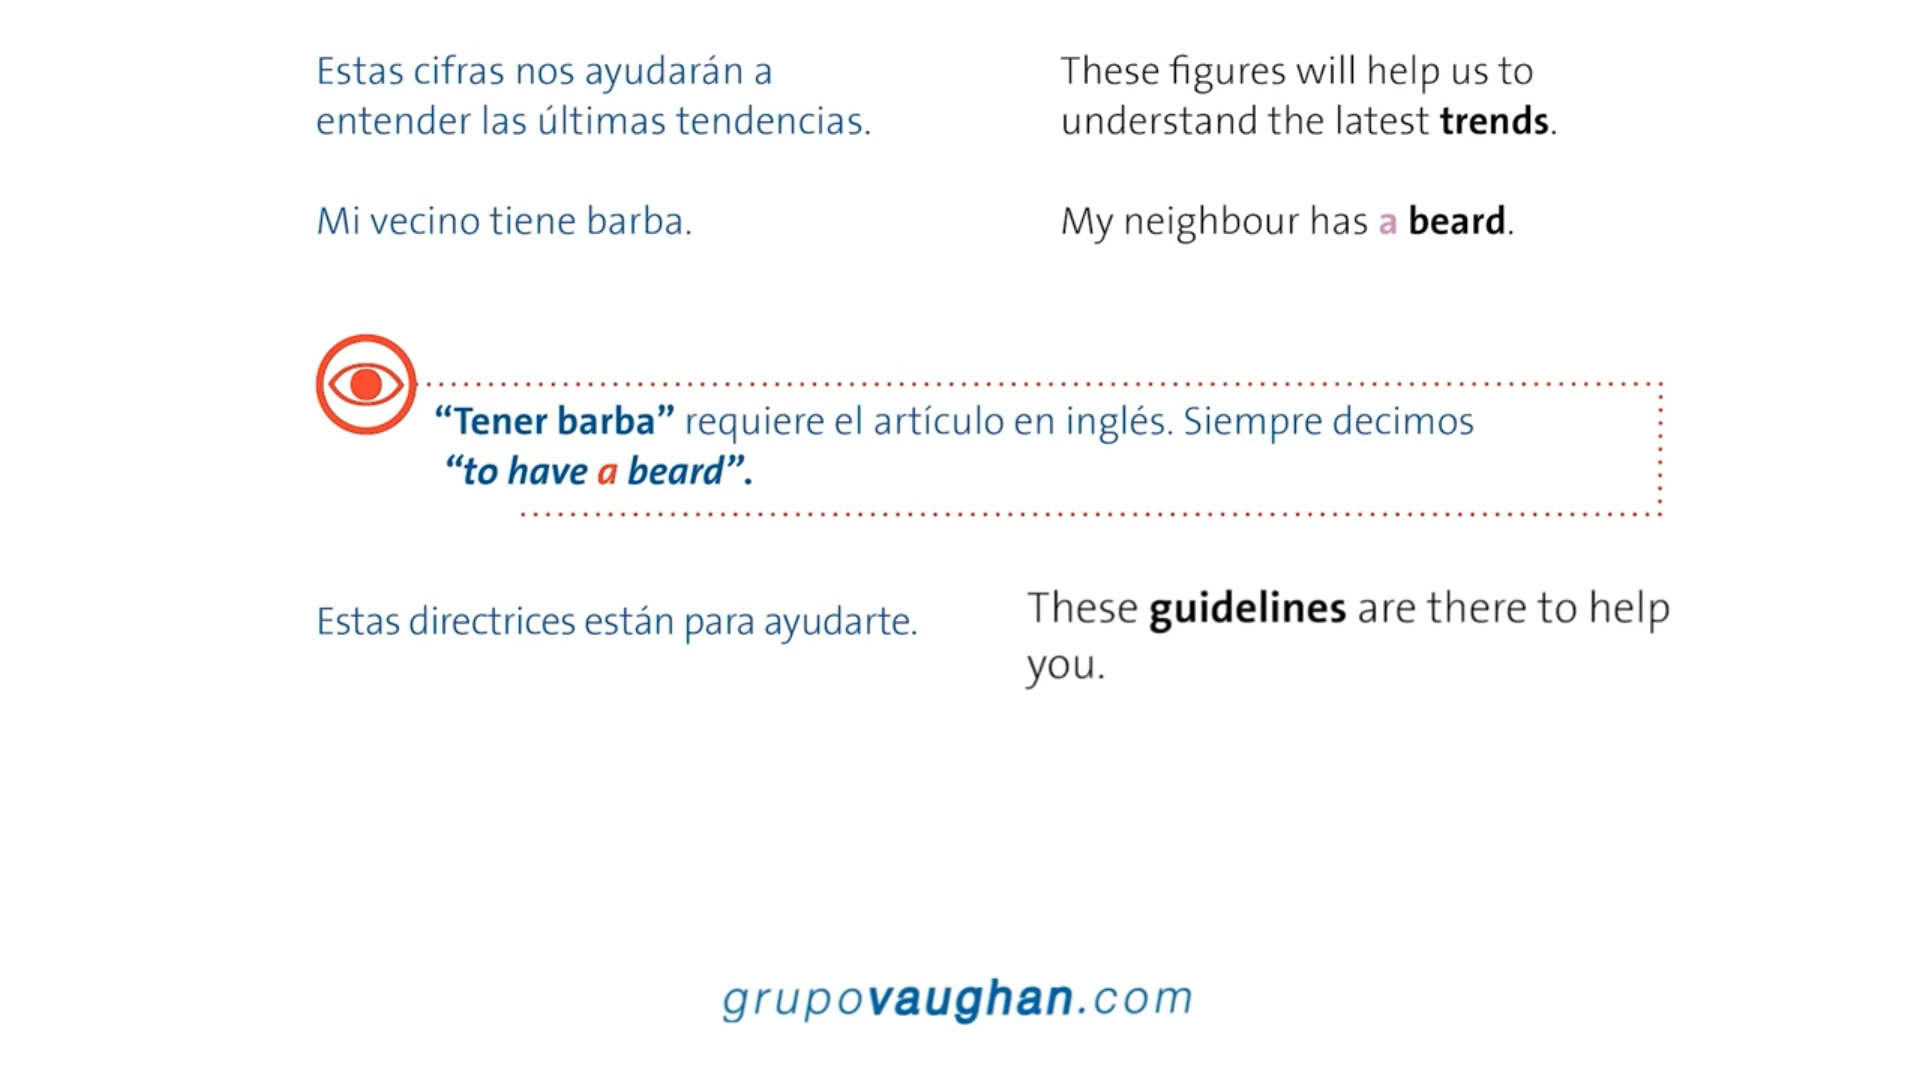 Estas cifras nos ayudarán a
entender las últimas tendencias.
These figures will help us to
understand the latest trends.
Mi vecino tiene barba.
My neighbour has a beard.
“Tener barba” requiere el artículo en inglés. Siempre decimos
“to have a beard”.
Estas directrices están para ayudarte.
These guidelines are there to help
you.
grupovaughan.com